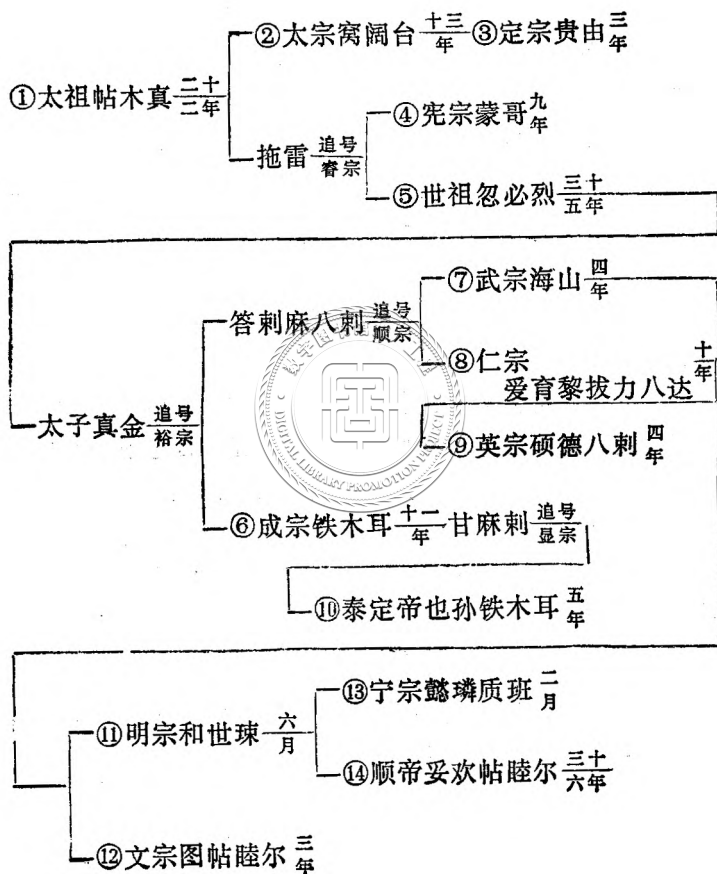 ②太宗窝阔台 十三年 ③定宗贵由 三年
①太祖帖木真 二十二年
④宪宗蒙哥 九年
拖雷 追号睿宗
⑤世祖忽必烈 三十五年
⑦武宗海山 四年
答剌麻八剌 追号顺宗
⑧仁宗
爱育黎拔力八达 十年
太子真金 追号裕宗
⑨英宗硕德八剌 四年
⑥成宗铁木耳 十一年 甘麻剌 追号显宗
⑩泰定帝也孙铁木耳 五年
⑬宁宗懿璘质班 二月
⑪明宗和世㻋 六月
⑭顺帝妥欢帖睦尔 三十六年
⑫文宗图帖睦尔 三年
DIGITAL LIBRARY PROMOTION PROJECT